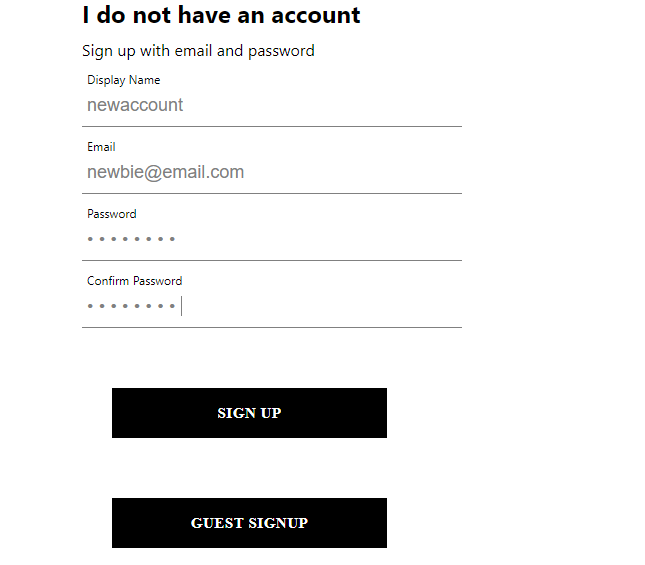 I do not have an account
Sign up with email and password
Display Name
newaccount
Email
newbie@email.com
Password
••••••••
Confirm Password
••••••••
SIGN UP
GUEST SIGNUP